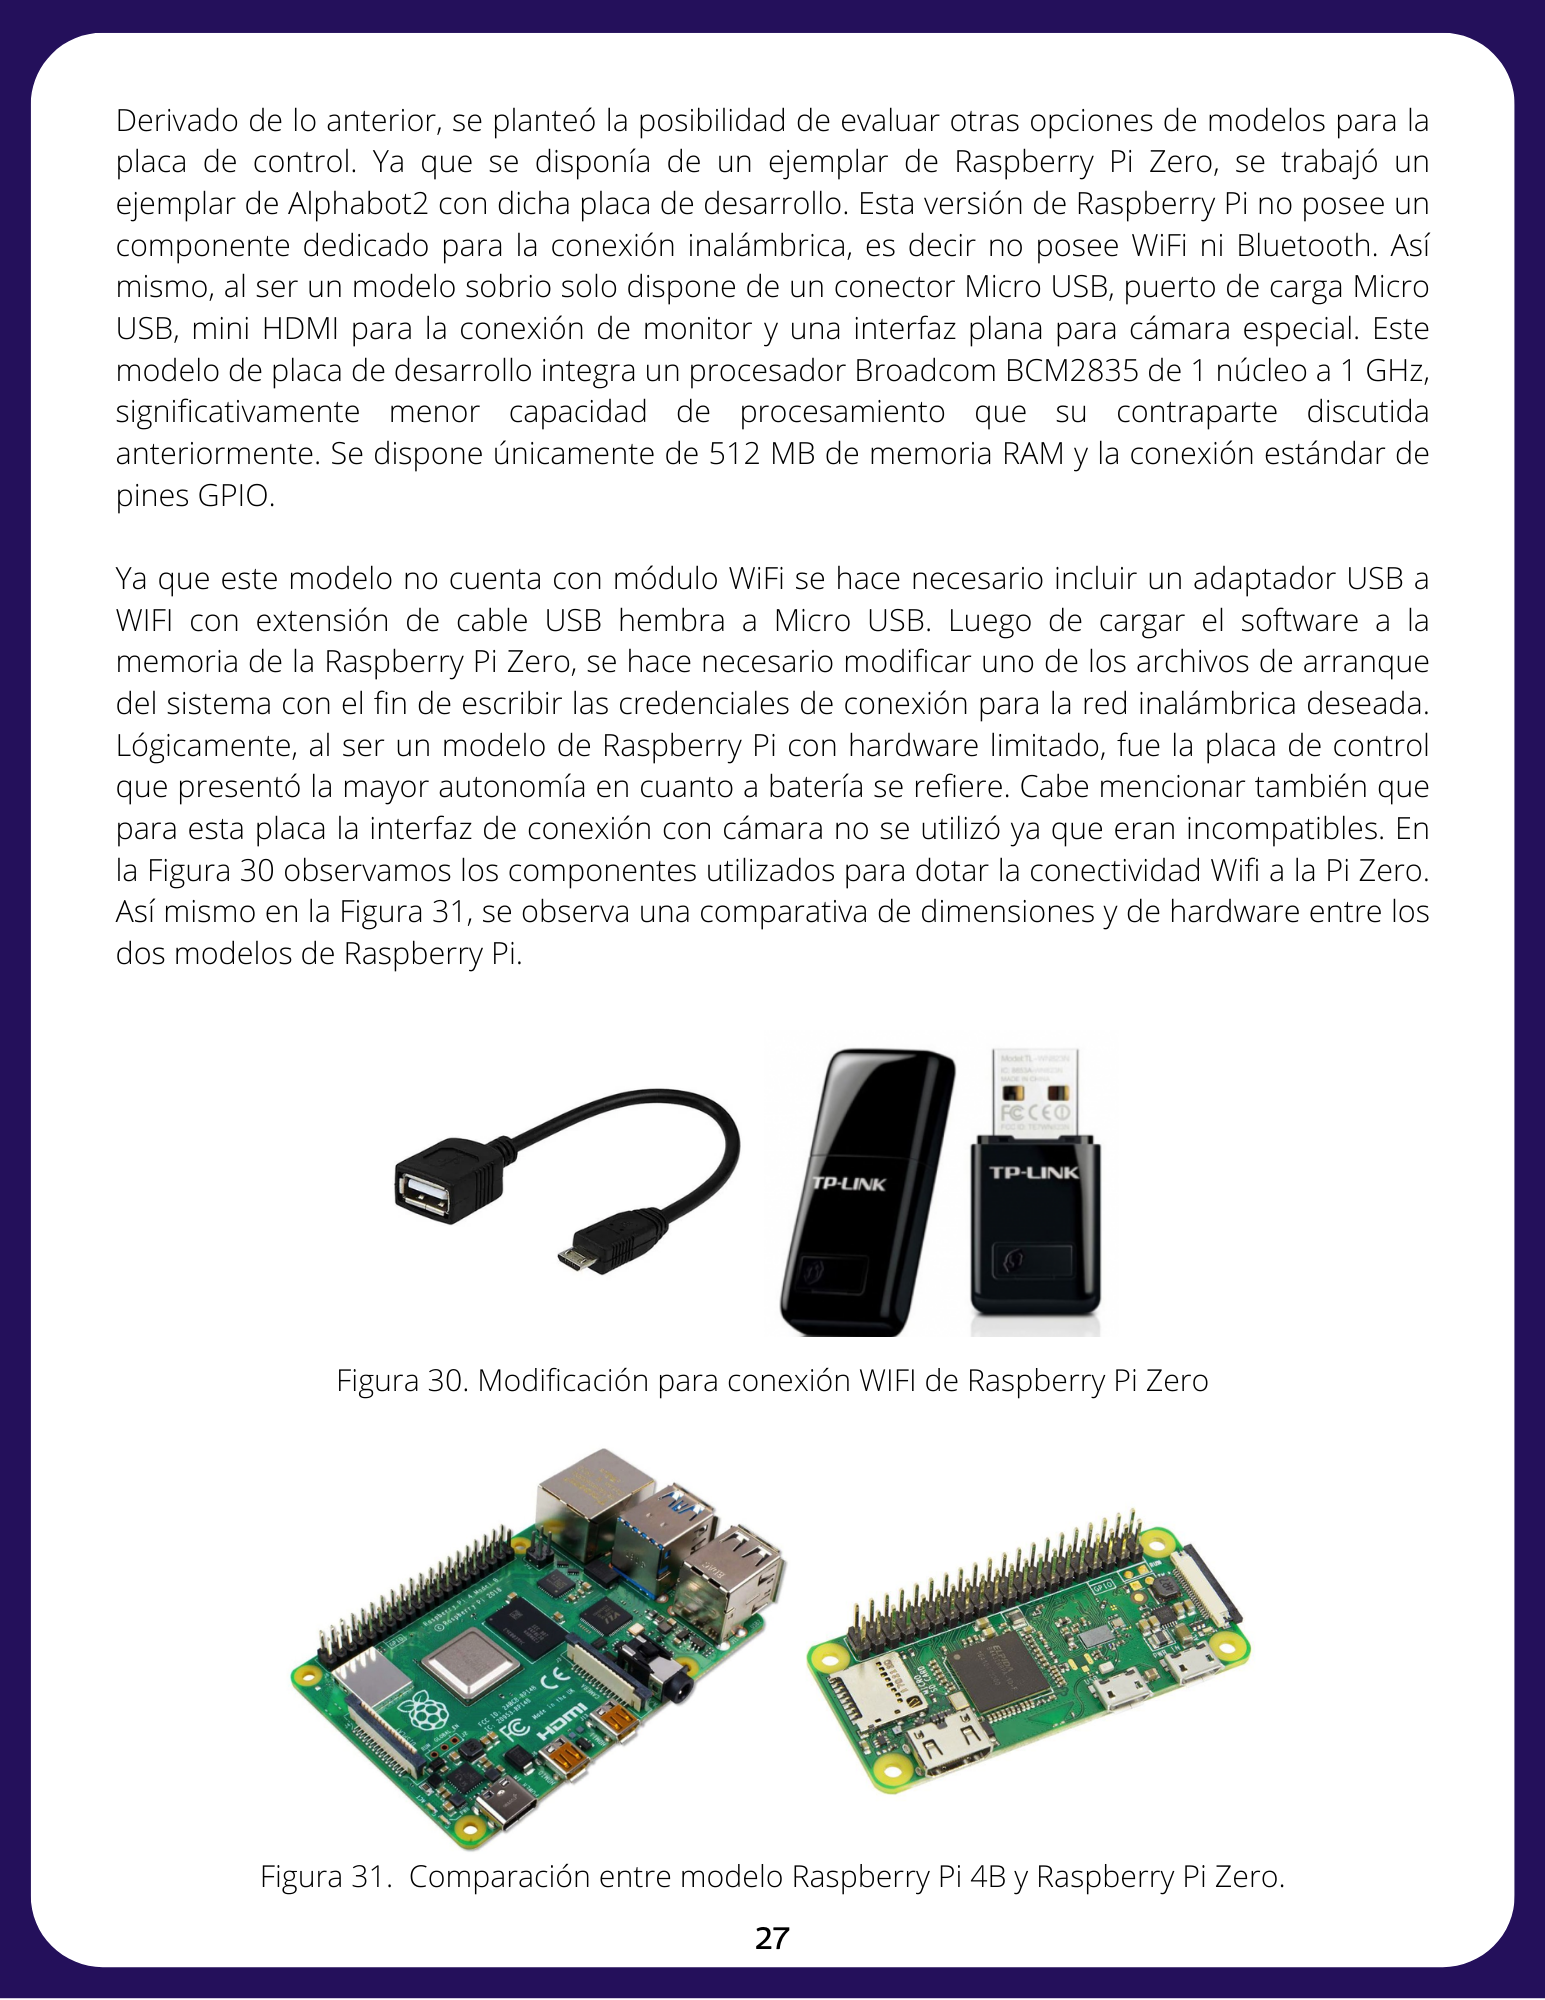 Derivado de lo anterior, se planteó la posibilidad de evaluar otras opciones de modelos para la
placa de control. Ya que se disponía de un ejemplar de Raspberry Pi Zero, se trabajó un
ejemplar de Alphabot2 con dicha placa de desarrollo. Esta versión de Raspberry Pi no posee un
componente dedicado para la conexión inalámbrica, es decir no posee WiFi ni Bluetooth. Así
mismo, al ser un modelo sobrio solo dispone de un conector Micro USB, puerto de carga Micro
USB, mini HDMI para la conexión de monitor y una interfaz plana para cámara especial. Este
modelo de placa de desarrollo integra un procesador Broadcom BCM2835 de 1 núcleo a 1 GHz,
significativamente menor capacidad de procesamiento que su contraparte discutida
anteriormente. Se dispone únicamente de 512 MB de memoria RAM y la conexión estándar de
pines GPIO.
Ya que este modelo no cuenta con módulo WiFi se hace necesario incluir un adaptador USB a
WIFI con extensión de cable USB hembra a Micro USB. Luego de cargar el software a la
memoria de la Raspberry Pi Zero, se hace necesario modificar uno de los archivos de arranque
del sistema con el fin de escribir las credenciales de conexión para la red inalámbrica deseada.
Lógicamente, al ser un modelo de Raspberry Pi con hardware limitado, fue la placa de control
que presentó la mayor autonomía en cuanto a batería se refiere. Cabe mencionar también que
para esta placa la interfaz de conexión con cámara no se utilizó ya que eran incompatibles. En
la Figura 30 observamos los componentes utilizados para dotar la conectividad Wifi a la Pi Zero.
Así mismo en la Figura 31, se observa una comparativa de dimensiones y de hardware entre los
dos modelos de Raspberry Pi.
TP-LINK
TP-LINK
Figura 30. Modificación para conexión WIFI de Raspberry Pi Zero
Raspberry Pi 4 Model B
©Raspberry Pi 2018
HDMI
GPIO
Figura 31. Comparación entre modelo Raspberry Pi 4B y Raspberry Pi Zero.
27